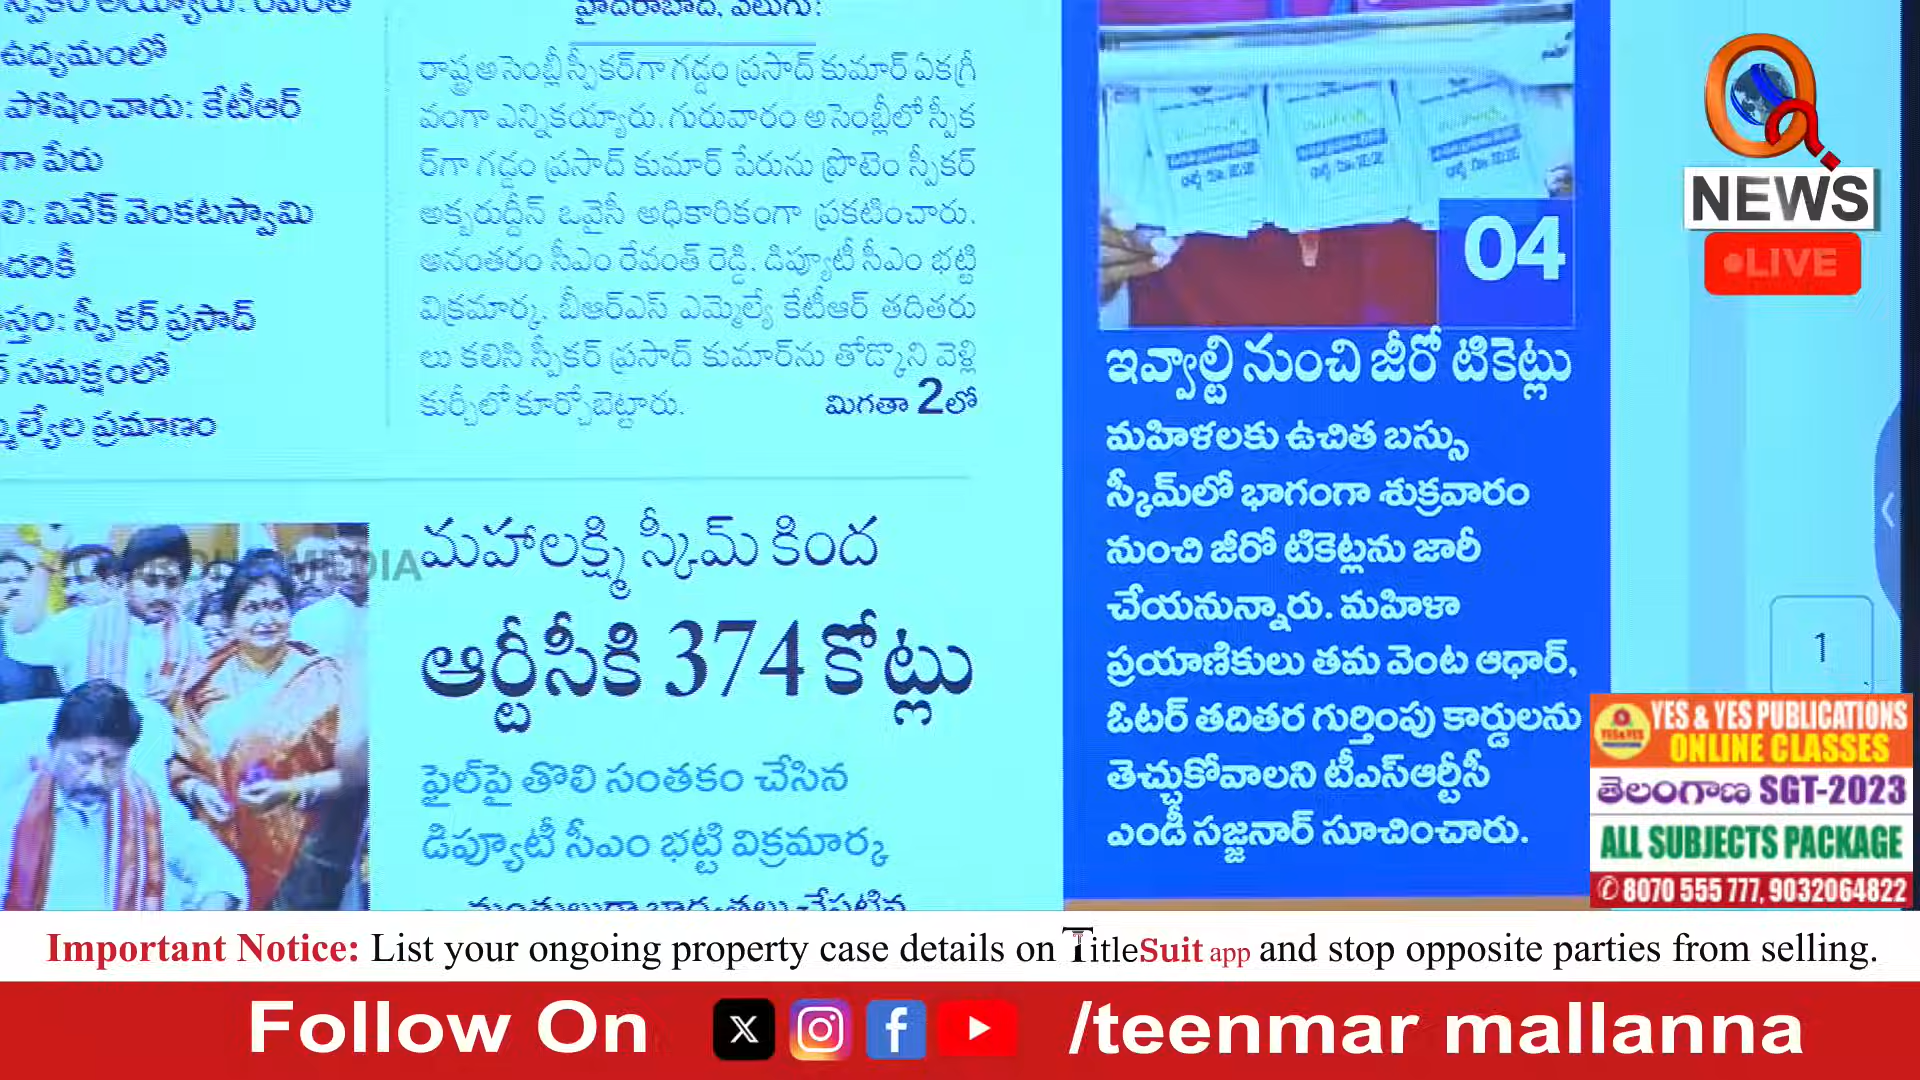 ఉద్యమంలో
పోషించారు: కేటీఆర్
గా పేరు
లి: వివేక్ వెంకటస్వామి
స్తం: స్పీకర్ ప్రసాద్
సమక్షంలో
ప్రమాణం
హైదరాబాద్, వెలుగు:
రాష్ట్ర అసెంబ్లీ స్పీకర్‌గా గడ్డం ప్రసాద్ కుమార్ ఏకగ్రీ
వంగా ఎన్నికయ్యారు. గురువారం అసెంబ్లీలో స్పీక
ర్‌గా గడ్డం ప్రసాద్ కుమార్ పేరును ప్రొటెం స్పీకర్
అక్బరుద్దీన్ ఒవైసీ అధికారికంగా ప్రకటించారు.
అనంతరం సీఎం రేవంత్ రెడ్డి, డిప్యూటీ సీఎం భట్టి
విక్రమార్క, బీఆర్ఎస్ ఎమ్మెల్యే కేటీఆర్ తదితరు
లు కలిసి స్పీకర్ ప్రసాద్ కుమార్‌ను తోడ్కొని వెళ్లి
కుర్చీలో కూర్చోబెట్టారు.
మిగతా 2లో
మహాలక్ష్మి స్కీమ్ కింద
ఆర్టీసీకి 374 కోట్లు
ఫైల్‌పై తొలి సంతకం చేసిన
డిప్యూటీ సీఎం భట్టి విక్రమార్క
04
ఇవ్వాల్టి నుంచి జీరో టికెట్లు
మహిళలకు ఉచిత బస్సు
స్కీమ్‌లో భాగంగా శుక్రవారం
నుంచి జీరో టికెట్లను జారీ
చేయనున్నారు. మహిళా
ప్రయాణికులు తమ వెంట ఆధార్,
ఓటర్ తదితర గుర్తింపు కార్డులను
తెచ్చుకోవాలని టీఎస్ఆర్టీసీ
ఎండీ సజ్జనార్ సూచించారు.
Q
NEWS
LIVE
1
YES & YES PUBLICATIONS
ONLINE CLASSES
తెలంగాణ SGT-2023
ALL SUBJECTS PACKAGE
8070 555 777, 9032064822
Important Notice: List your ongoing property case details on TitleSuit app and stop opposite parties from selling.
Follow On /teenmar mallanna